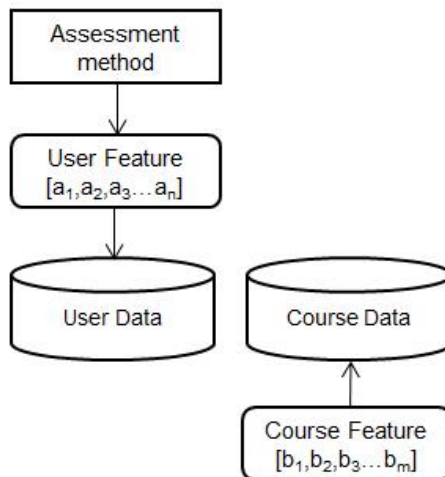 Assessment
method
User Feature
[a₁,a₂,a₃…aₙ]
User Data
Course Data
Course Feature
[b₁,b₂,b₃…bₘ]